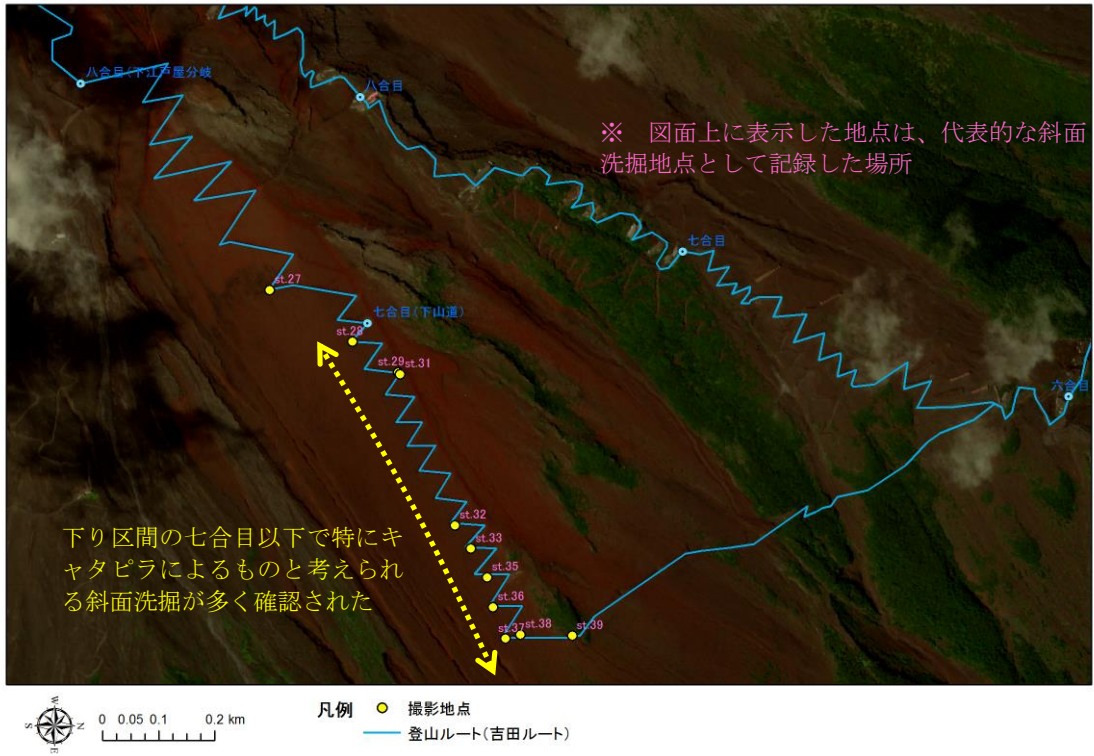 八合目(下江戸屋分岐
八合目
※　図面上に表示した地点は、代表的な斜面
洗掘地点として記録した場所
七合目
st.27
七合目(下山道)
st.28
st.29
st.31
六合目
st.32
下り区間の七合目以下で特にキ
ャタピラによるものと考えられ
る斜面洗掘が多く確認された
st.33
st.35
st.36
st.37
st.38
st.39
W
S
N
E
0 0.05 0.1 0.2 km
凡例
撮影地点
登山ルート(吉田ルート)